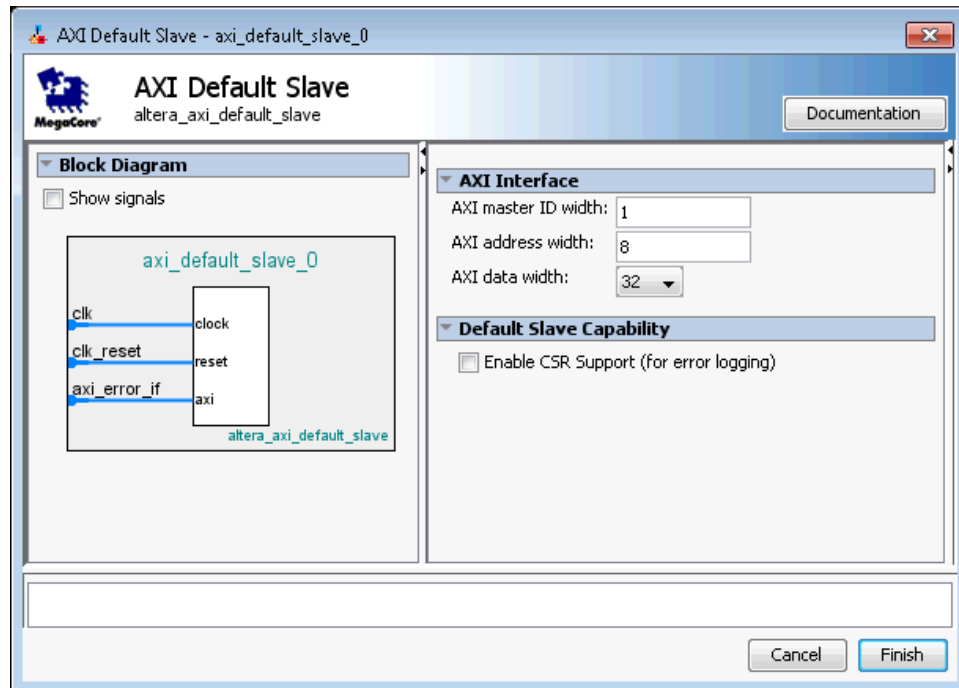 AXI Default Slave - axi_default_slave_0
AXI Default Slave
altera_axi_default_slave
MegaCore®
Documentation
Block Diagram
Show signals
axi_default_slave_0
clk
clock
clk_reset
reset
axi_error_if
axi
altera_axi_default_slave
AXI Interface
AXI master ID width: 1
AXI address width: 8
AXI data width: 32
Default Slave Capability
Enable CSR Support (for error logging)
Cancel
Finish